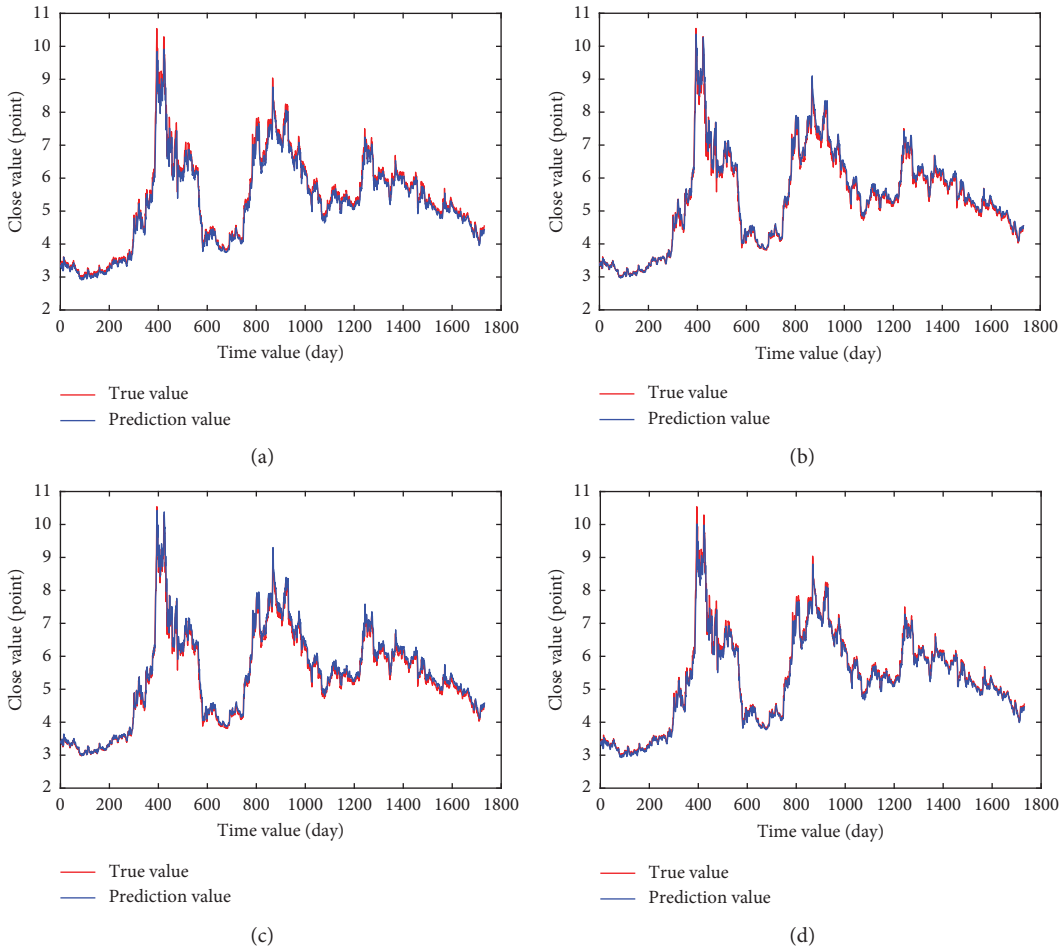 11
10
9
8
7
6
5
4
3
2
Close value (point)
0 200 400 600 800 1000 1200 1400 1600 1800
Time value (day)
True value
Prediction value
(a)
11
10
9
8
7
6
5
4
3
2
Close value (point)
0 200 400 600 800 1000 1200 1400 1600 1800
Time value (day)
True value
Prediction value
(b)
11
10
9
8
7
6
5
4
3
2
Close value (point)
0 200 400 600 800 1000 1200 1400 1600 1800
Time value (day)
True value
Prediction value
(c)
11
10
9
8
7
6
5
4
3
2
Close value (point)
0 200 400 600 800 1000 1200 1400 1600 1800
Time value (day)
True value
Prediction value
(d)